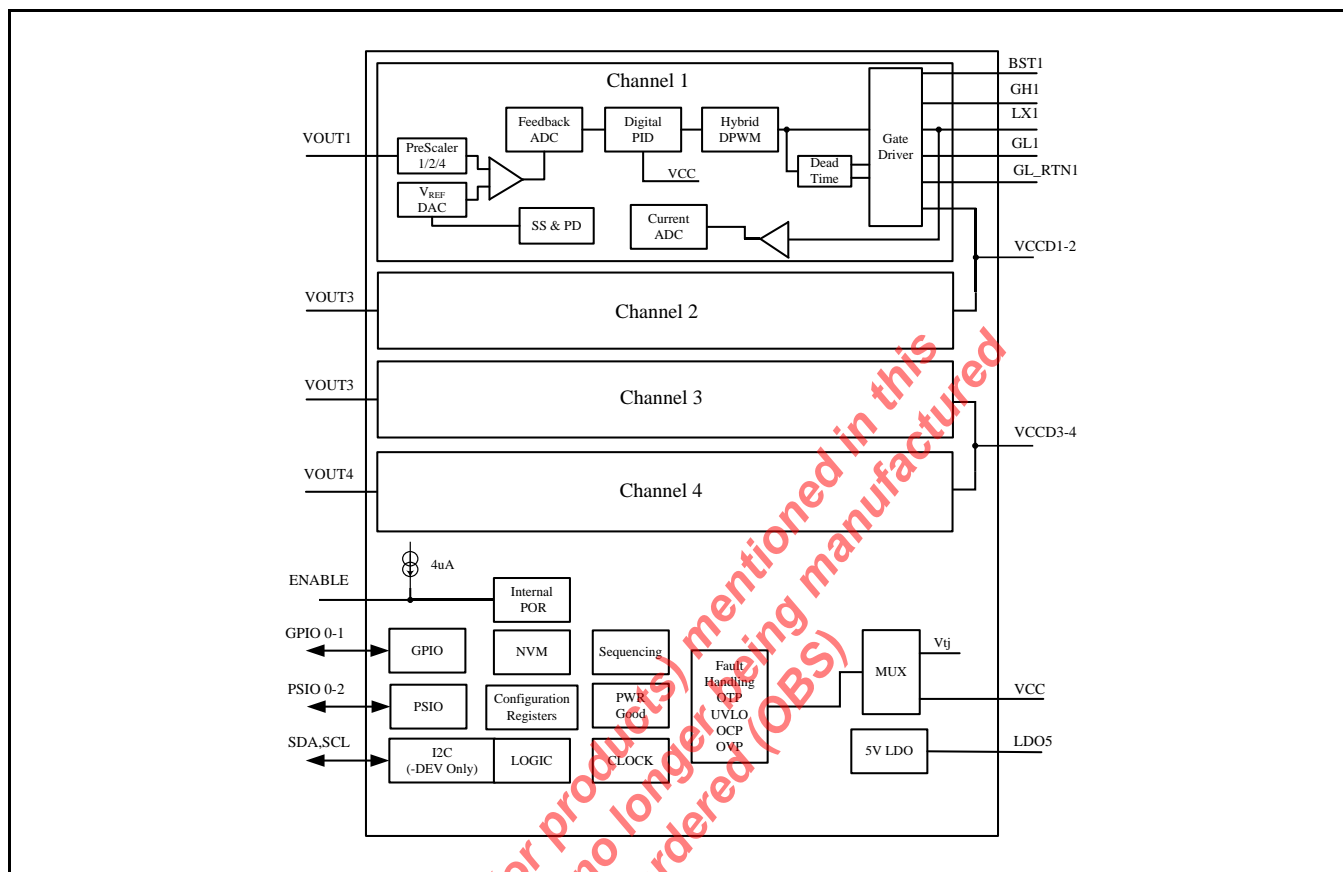 Channel 1
BST1
GH1
LX1
GL1
GL_RTN1
VCCD1-2
VOUT1
PreScaler
1/2/4
VREF
DAC
Feedback
ADC
Digital
PID
VCC
Hybrid
DPWM
Dead
Time
Gate
Driver
SS & PD
Current
ADC
VOUT3
Channel 2
VOUT3
Channel 3
VCCD3-4
VOUT4
Channel 4
4uA
ENABLE
Internal
POR
GPIO 0-1
GPIO
NVM
Sequencing
Fault
Handling
OTP
UVLO
OCP
OVP
MUX
Vtj
VCC
PSIO 0-2
PSIO
Configuration
Registers
PWR
Good
SDA,SCL
I2C
(-DEV Only)
LOGIC
CLOCK
5V LDO
LDO5
or products) mentioned in this
no longer being manufactured
rdered (OBS)